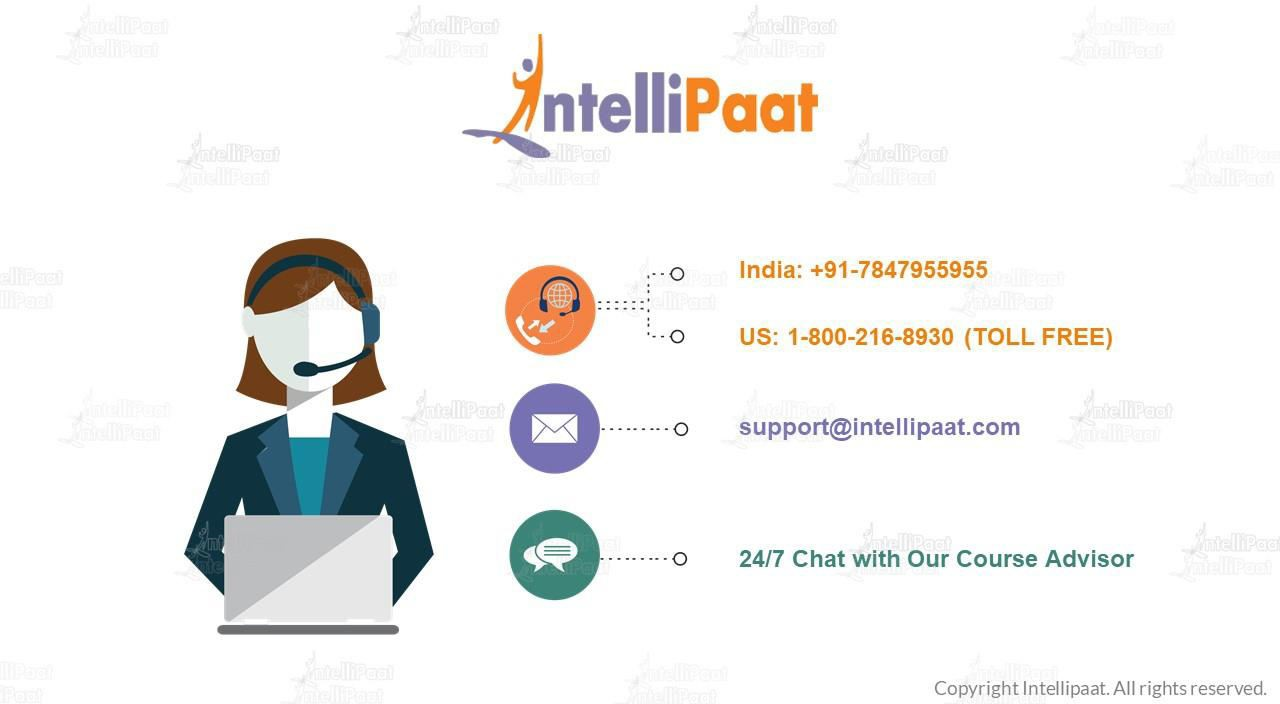 IntelliPaat
India: +91-7847955955
US: 1-800-216-8930 (TOLL FREE)
support@intellipaat.com
24/7 Chat with Our Course Advisor
Copyright Intellipaat. All rights reserved.